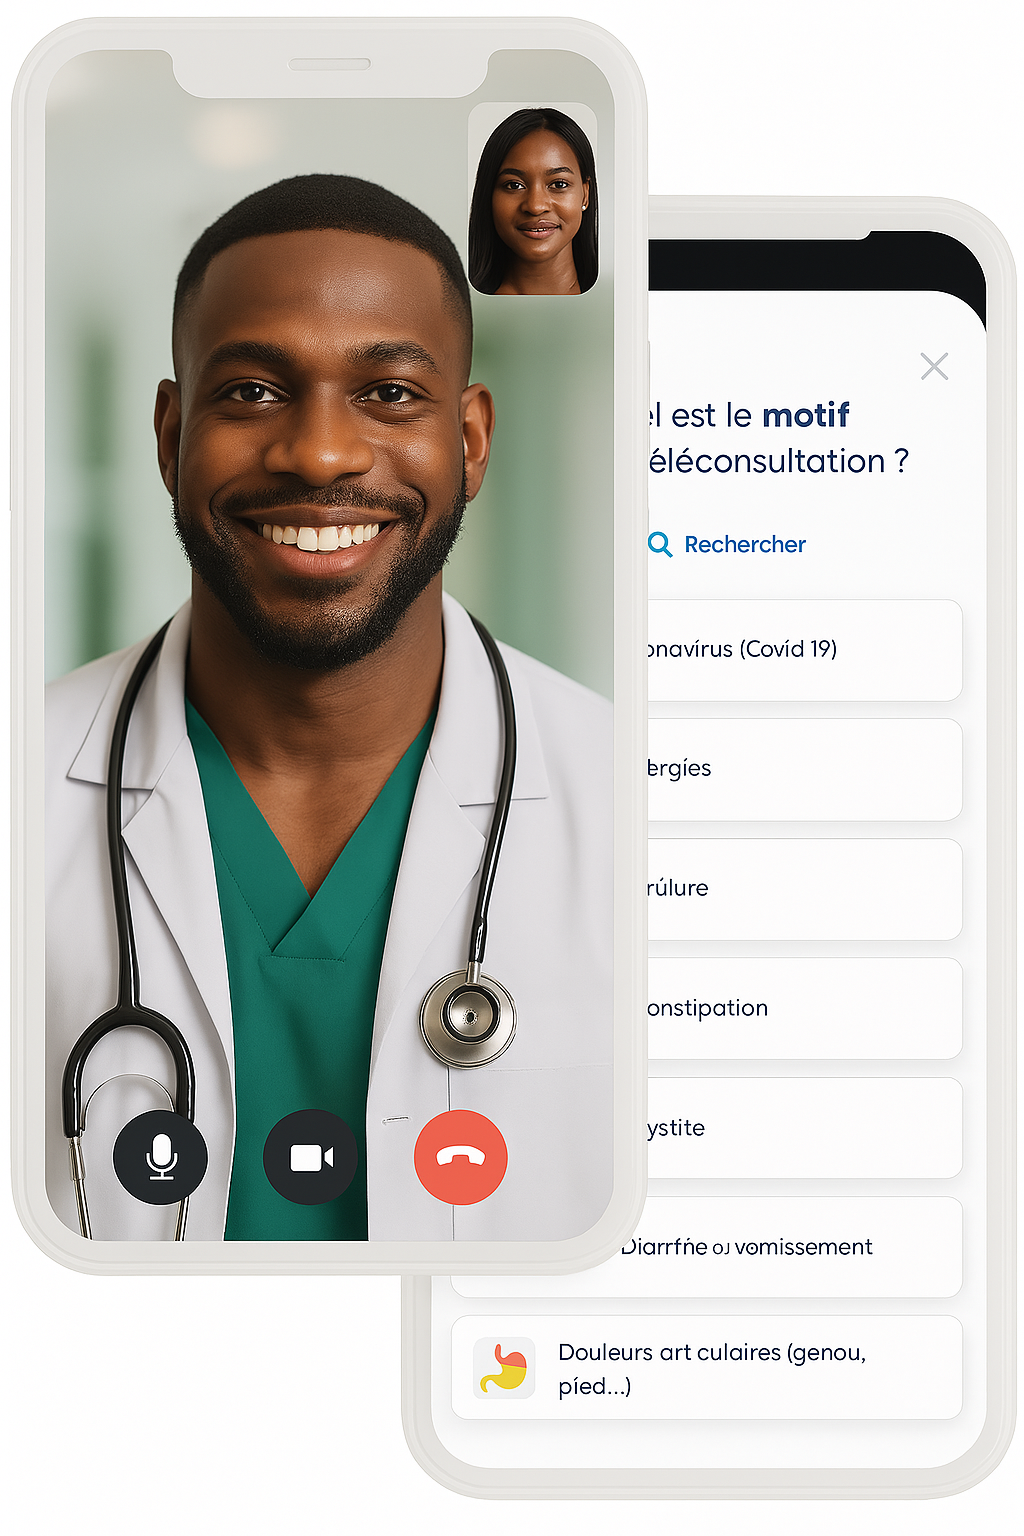 el est le motif
éléconsultation ?
Rechercher
onavírus (Covíd 19)
ergíes
rúlure
onstipation
ystite
Diarrfńe ou vomissement
Douleurs art culaires (genou,
píed...)